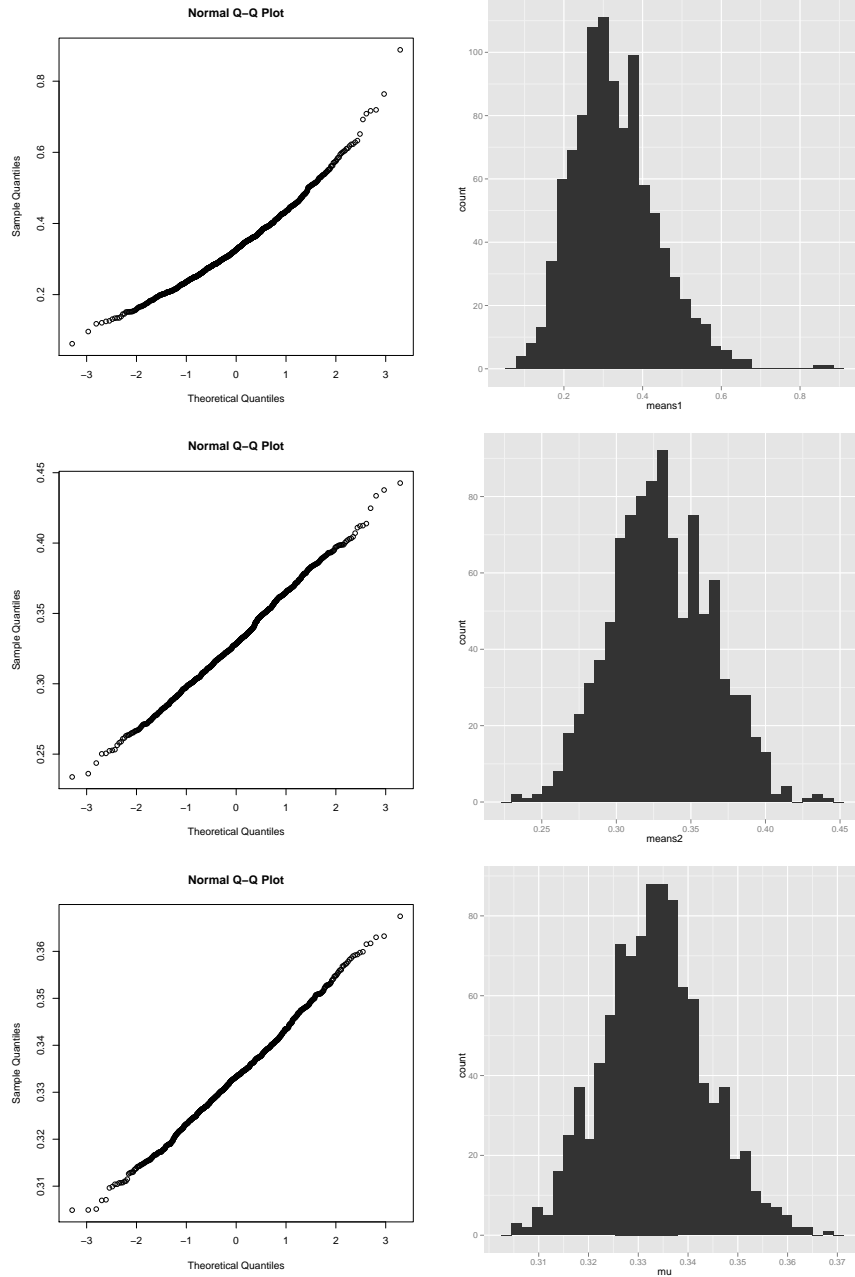 Normal Q−Q Plot
Sample Quantiles
0.8
0.6
0.4
0.2
−3 −2 −1 0 1 2 3
Theoretical Quantiles
count
100
80
60
40
20
0
0.2 0.4 0.6 0.8
means1
Normal Q−Q Plot
Sample Quantiles
0.45
0.40
0.35
0.30
0.25
−3 −2 −1 0 1 2 3
Theoretical Quantiles
count
80
60
40
20
0
0.25 0.30 0.35 0.40 0.45
means2
Normal Q−Q Plot
Sample Quantiles
0.36
0.35
0.34
0.33
0.32
0.31
−3 −2 −1 0 1 2 3
Theoretical Quantiles
count
80
60
40
20
0
0.31 0.32 0.33 0.34 0.35 0.36 0.37
mu